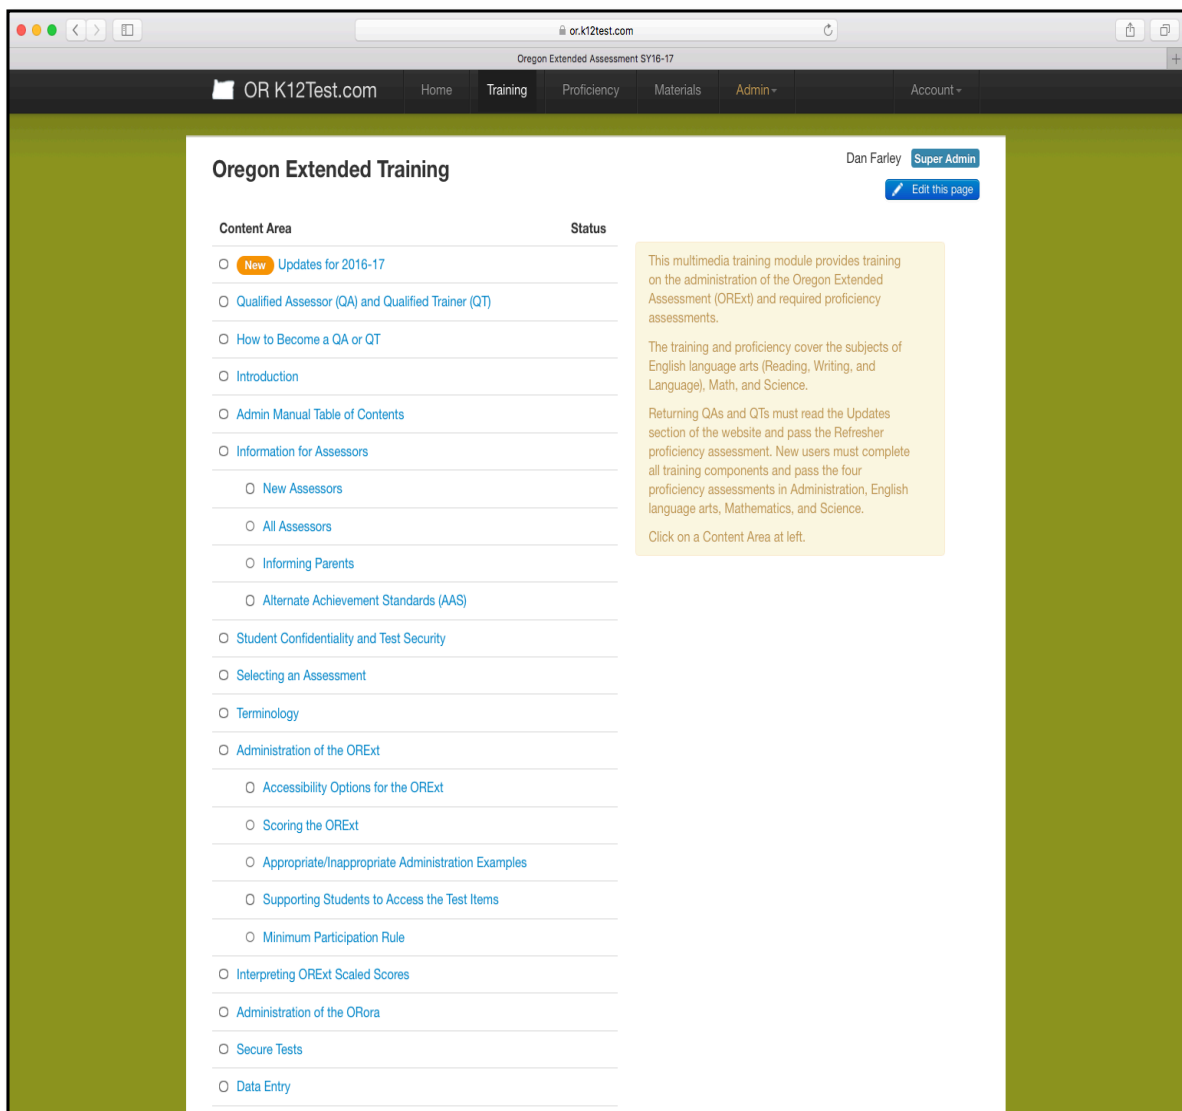 or.k12test.com
Oregon Extended Assessment SY16-17
OR K12Test.com Home Training Proficiency Materials Admin Account
Oregon Extended Training
Dan Farley Super Admin
Edit this page
Content Area Status
New Updates for 2016-17
Qualified Assessor (QA) and Qualified Trainer (QT)
How to Become a QA or QT
Introduction
Admin Manual Table of Contents
Information for Assessors
New Assessors
All Assessors
Informing Parents
Alternate Achievement Standards (AAS)
Student Confidentiality and Test Security
Selecting an Assessment
Terminology
Administration of the ORExt
Accessibility Options for the ORExt
Scoring the ORExt
Appropriate/Inappropriate Administration Examples
Supporting Students to Access the Test Items
Minimum Participation Rule
Interpreting ORExt Scaled Scores
Administration of the ORora
Secure Tests
Data Entry
This multimedia training module provides training
on the administration of the Oregon Extended
Assessment (ORExt) and required proficiency
assessments.
The training and proficiency cover the subjects of
English language arts (Reading, Writing, and
Language), Math, and Science.
Returning QAs and QTs must read the Updates
section of the website and pass the Refresher
proficiency assessment. New users must complete
all training components and pass the four
proficiency assessments in Administration, English
language arts, Mathematics, and Science.
Click on a Content Area at left.